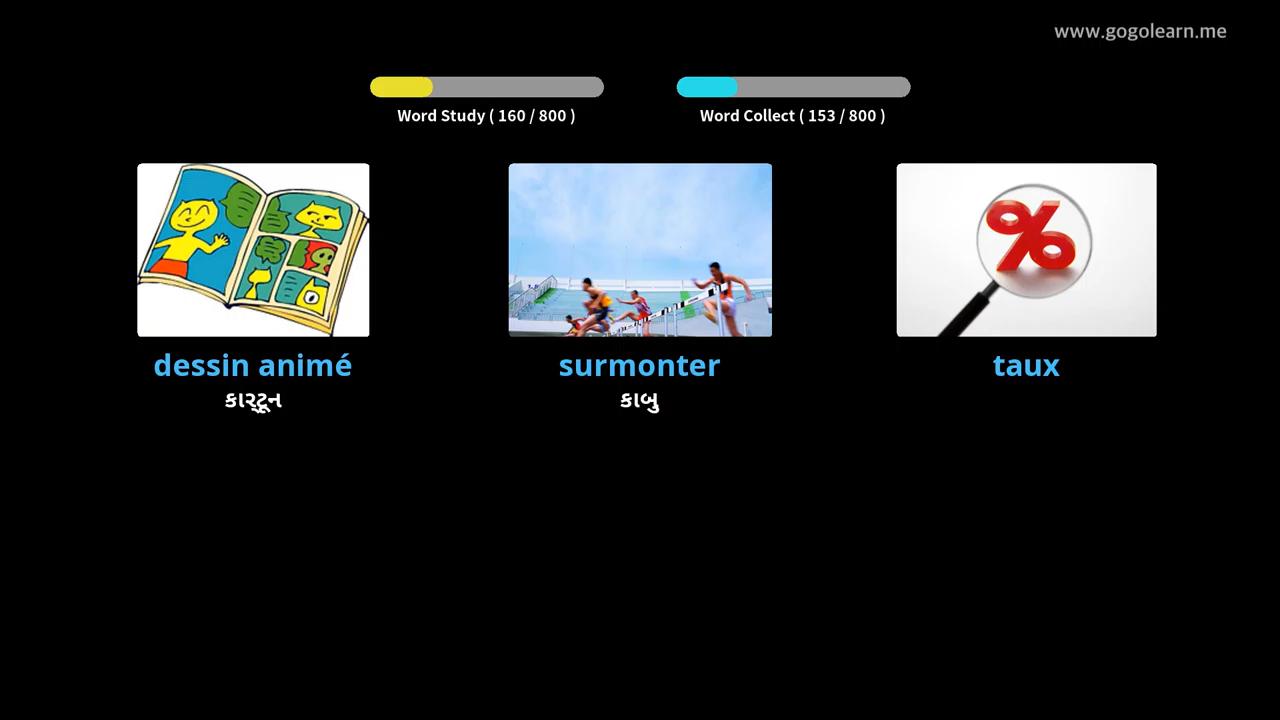 www.gogolearn.me
Word Study ( 160 / 800 )
Word Collect ( 153 / 800 )
dessin animé
કાર્ટૂન
surmonter
કાબુ
taux
%